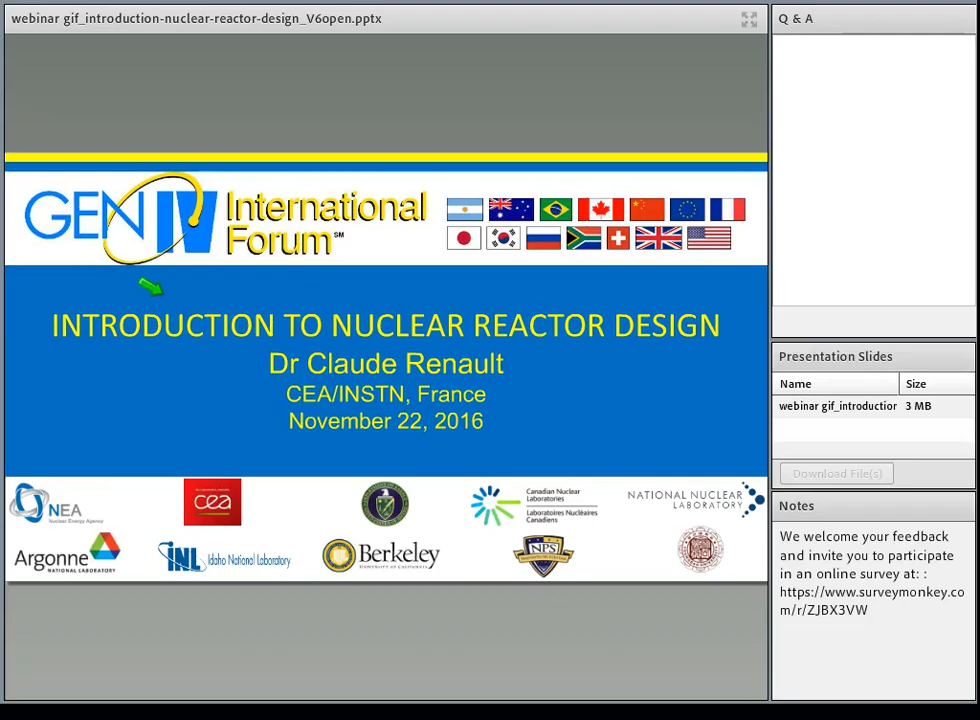 webinar gif_introduction-nuclear-reactor-design_V6open.pptx
GEN IV International
Forum℠
INTRODUCTION TO NUCLEAR REACTOR DESIGN
Dr Claude Renault
CEA/INSTN, France
November 22, 2016
NEA
Nuclear Energy Agency
cea
Canadian Nuclear
Laboratories
Laboratoires Nucléaires
Canadiens
NATIONAL NUCLEAR
LABORATORY
Argonne
NATIONAL LABORATORY
INL Idaho National Laboratory
Berkeley
UNIVERSITY OF CALIFORNIA
NPS
Q & A
Presentation Slides
Name Size
webinar gif_introduction 3 MB
Download File(s)
Notes
We welcome your feedback
and invite you to participate
in an online survey at: :
https://www.surveymonkey.co
m/r/ZJBX3VW